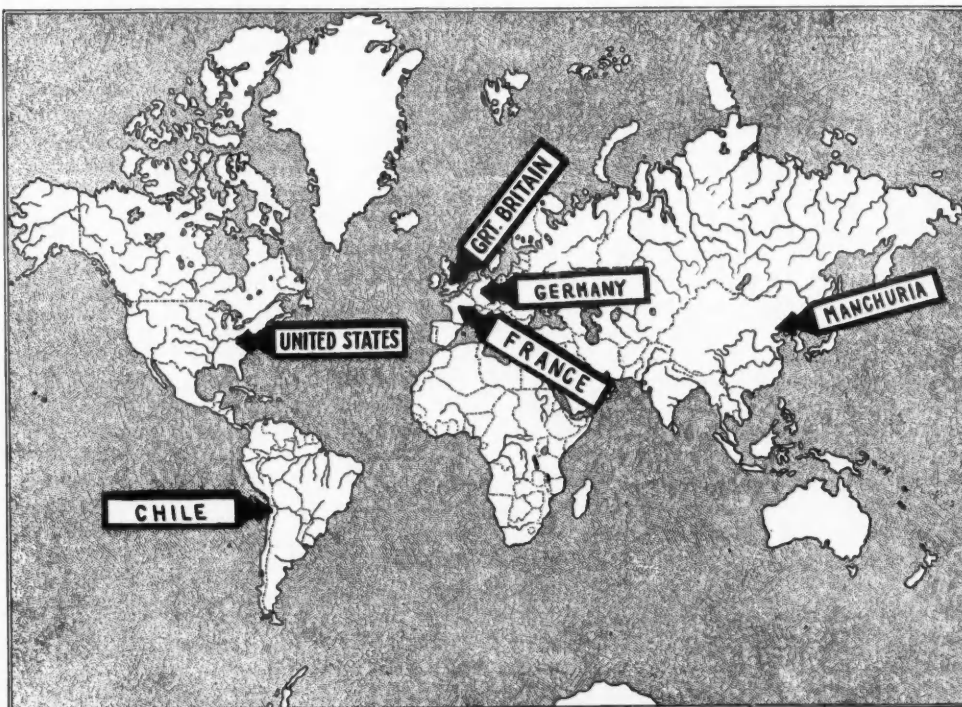 GRT. BRITAIN
GERMANY
MANCHURIA
UNITED STATES
FRANCE
CHILE